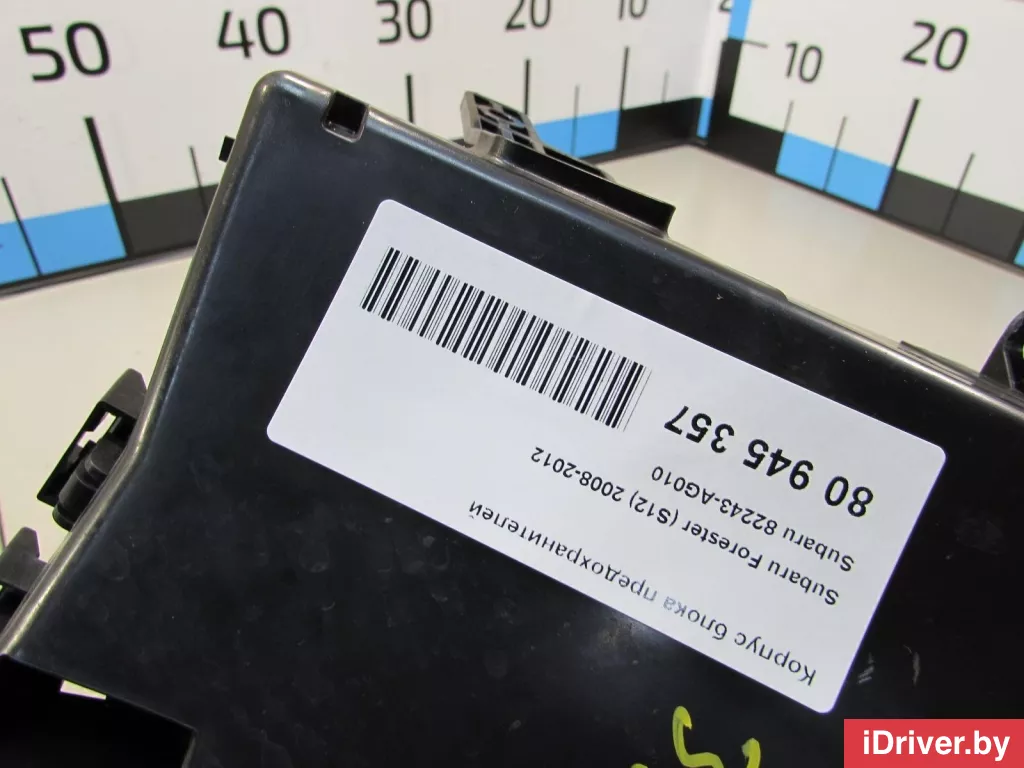 50 40 30 20 10
10 20
Корпус блока предохранителей
Subaru Forester (S12) 2008-2012
Subaru 82243-AG010
80 945 357
iDriver.by